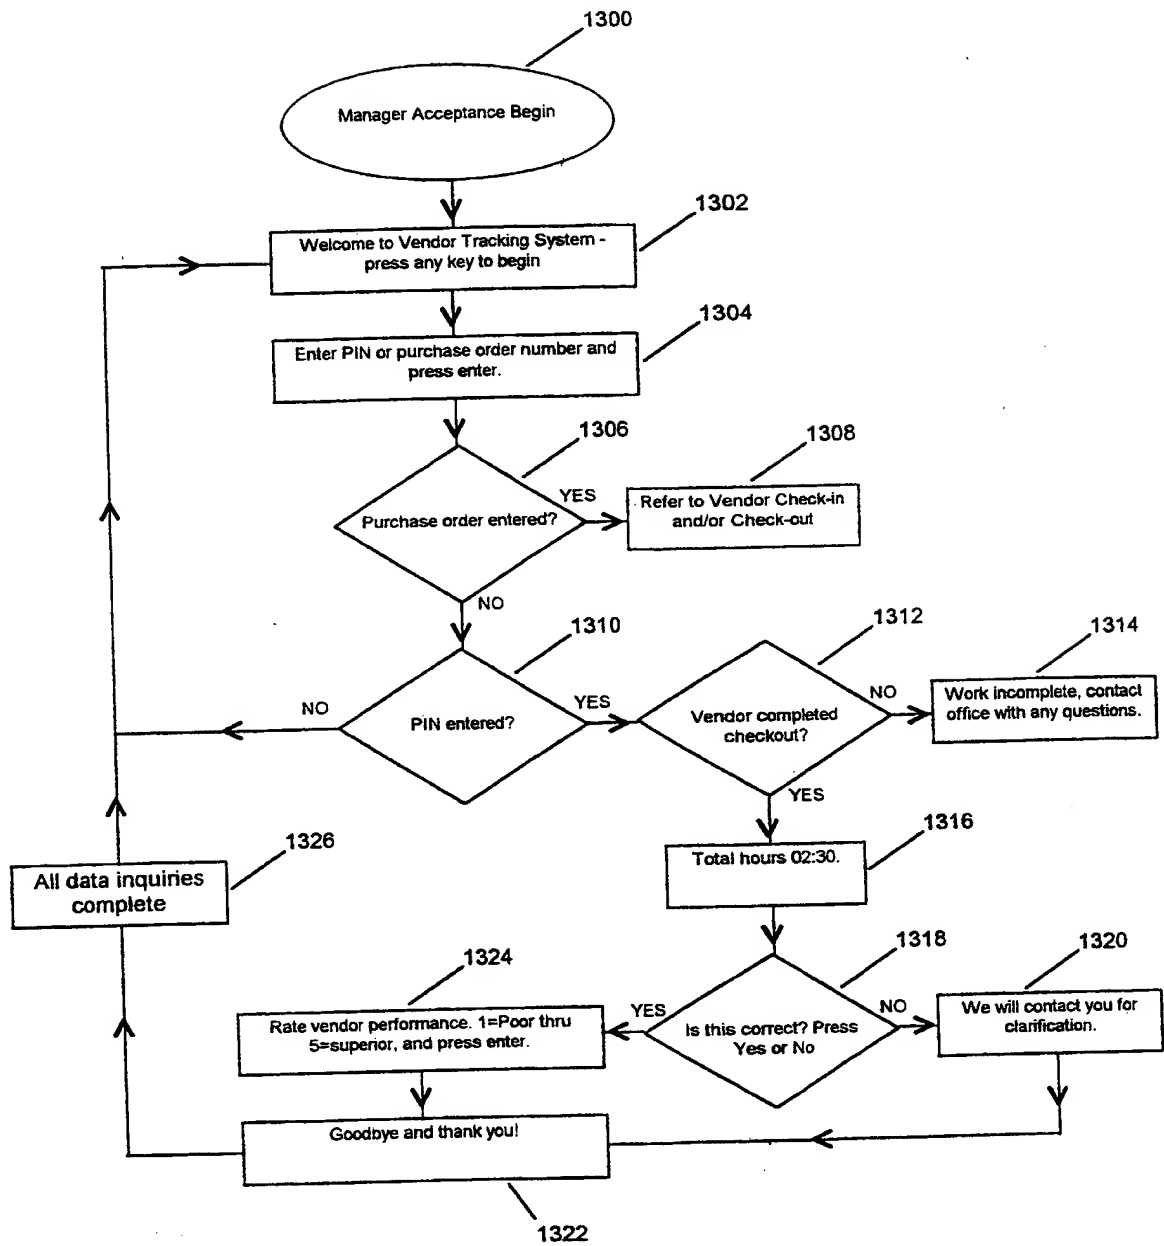 1300
Manager Acceptance Begin
1302
Welcome to Vendor Tracking System -
press any key to begin
1304
Enter PIN or purchase order number and
press enter.
1306
1308
YES
Purchase order entered?
Refer to Vendor Check-in
and/or Check-out
NO
1310
1312
1314
NO
PIN entered?
YES
Vendor completed
checkout?
NO
Work incomplete, contact
office with any questions.
YES
1316
Total hours 02:30.
1326
All data inquiries
complete
1318
1320
1324
YES
Is this correct? Press
Yes or No
NO
We will contact you for
clarification.
Rate vendor performance. 1=Poor thru
5=superior, and press enter.
Goodbye and thank you!
1322